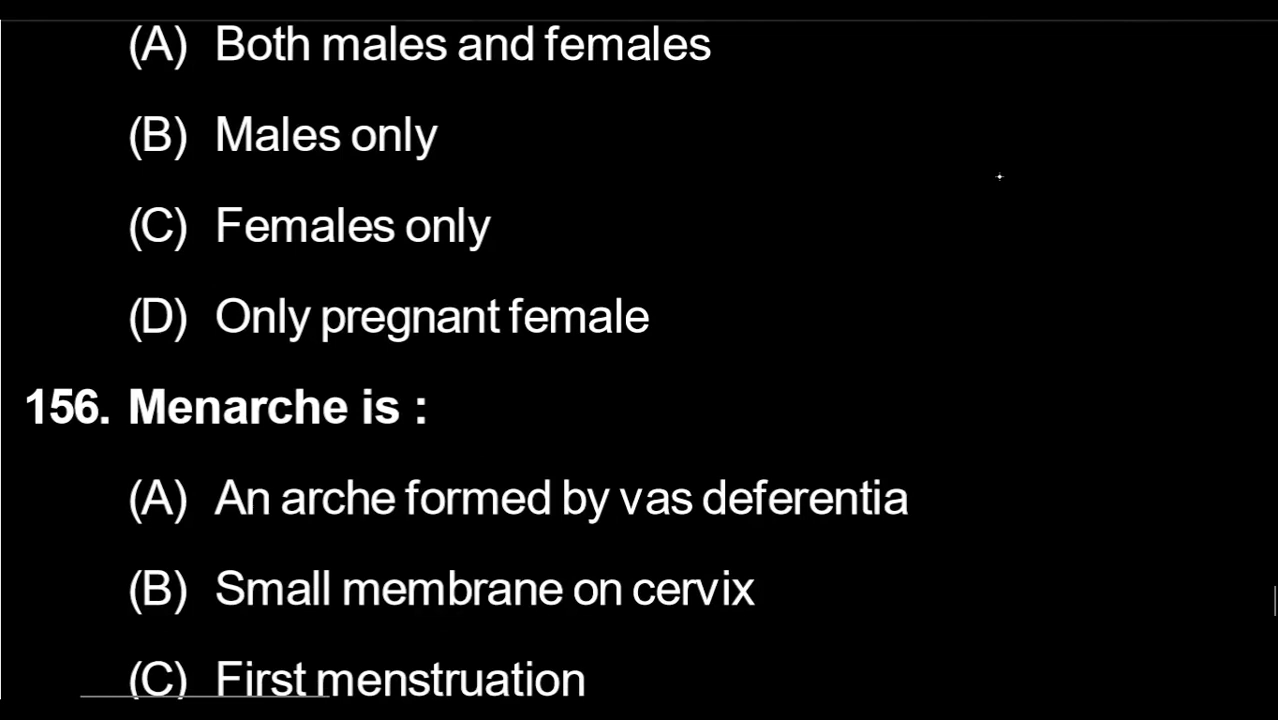 (A) Both males and females
(B) Males only
(C) Females only
(D) Only pregnant female
156. Menarche is :
(A) An arche formed by vas deferentia
(B) Small membrane on cervix
(C) First menstruation